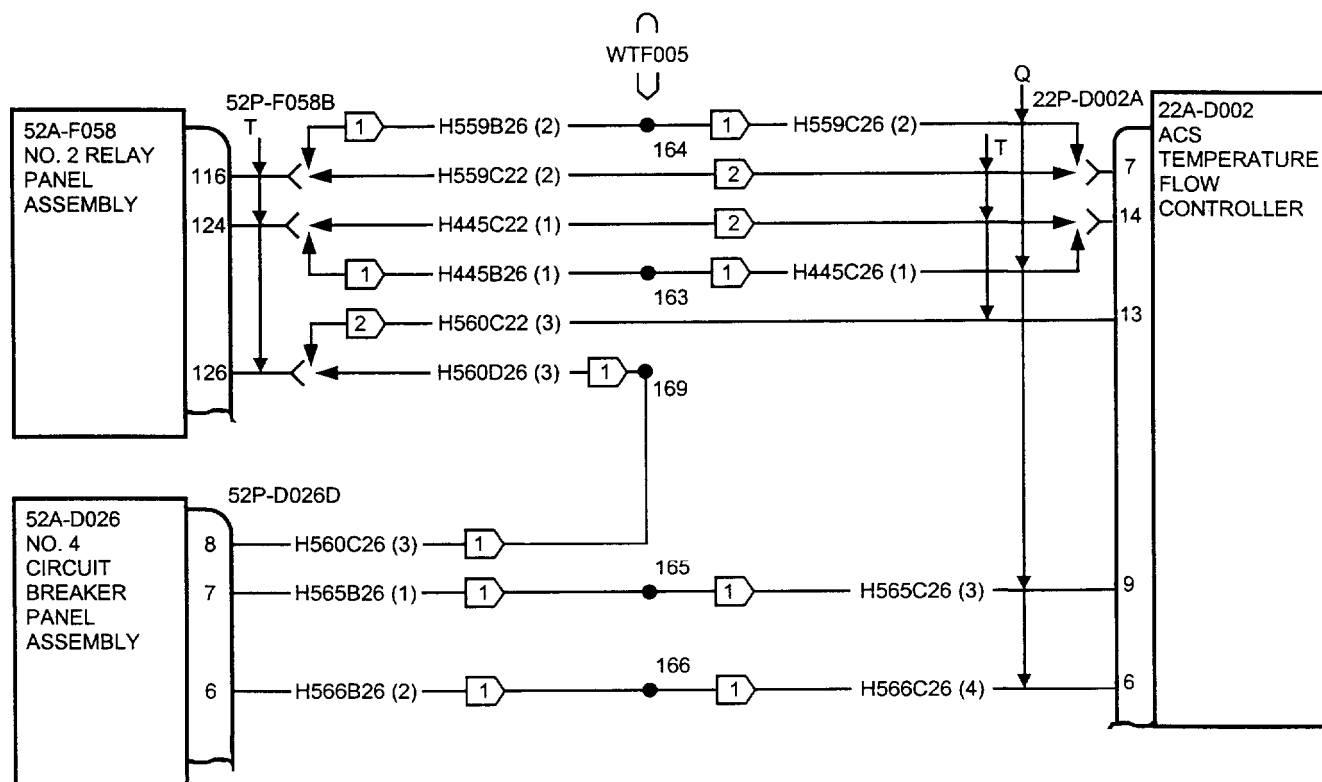 WTF005
52P-F058B
T
Q
22P-D002A
52A-F058
NO. 2 RELAY
PANEL
ASSEMBLY
22A-D002
ACS
TEMPERATURE
FLOW
CONTROLLER
1 H559B26 (2) 164 1 H559C26 (2)
T
116 H559C22 (2) 2 7
124 H445C22 (1) 2 14
1 H445B26 (1) 163 1 H445C26 (1)
2 H560C22 (3) 13
126 H560D26 (3) 1 169
52P-D026D
52A-D026
NO. 4
CIRCUIT
BREAKER
PANEL
ASSEMBLY
8 H560C26 (3) 1
7 H565B26 (1) 1 165 1 H565C26 (3) 9
6 H566B26 (2) 1 166 1 H566C26 (4) 6